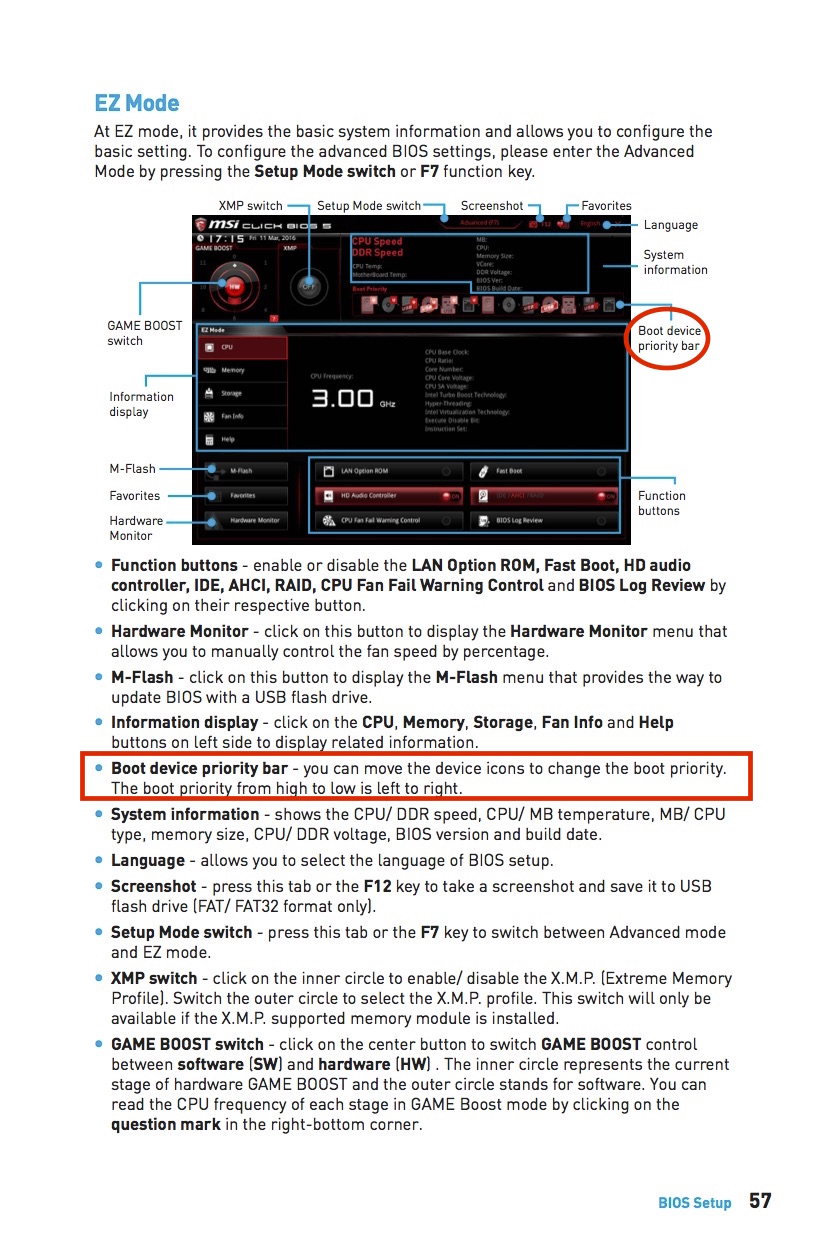 EZ Mode
At EZ mode, it provides the basic system information and allows you to configure the
basic setting. To configure the advanced BIOS settings, please enter the Advanced
Mode by pressing the Setup Mode switch or F7 function key.
XMP switch
Setup Mode switch
Screenshot
Favorites
Language
System
information
GAME BOOST
switch
Boot device
priority bar
Information
display
M-Flash
Favorites
Hardware
Monitor
Function
buttons
msi CLICK BIOS 5
Advanced (F7)
F12
English
17:15 Fri 11 Mar, 2016
GAME BOOST
XMP
HW
OFF
CPU Speed
DDR Speed
CPU Temp:
MotherBoard Temp:
MB:
CPU:
Memory Size:
VCore:
DDR Voltage:
BIOS Ver:
BIOS Build Date:
Boot Priority
EZ Mode
CPU
Memory
Storage
Fan Info
Help
CPU Frequency:
3.00 GHz
CPU Base Clock:
CPU Ratio:
Core Number:
CPU Core Voltage:
CPU SA Voltage:
Intel Turbo Boost Technology:
Hyper-Threading:
Intel Virtualization Technology:
Execute Disable Bit:
Instruction Set:
M-Flash
Favorites
Hardware Monitor
LAN Option ROM
Fast Boot
HD Audio Controller
ON
IDE /AHCI /RAID
ON
CPU Fan Fail Warning Control
BIOS Log Review
• Function buttons - enable or disable the LAN Option ROM, Fast Boot, HD audio
controller, IDE, AHCI, RAID, CPU Fan Fail Warning Control and BIOS Log Review by
clicking on their respective button.
• Hardware Monitor - click on this button to display the Hardware Monitor menu that
allows you to manually control the fan speed by percentage.
• M-Flash - click on this button to display the M-Flash menu that provides the way to
update BIOS with a USB flash drive.
• Information display - click on the CPU, Memory, Storage, Fan Info and Help
buttons on left side to display related information.
• Boot device priority bar - you can move the device icons to change the boot priority.
The boot priority from high to low is left to right.
• System information - shows the CPU/ DDR speed, CPU/ MB temperature, MB/ CPU
type, memory size, CPU/ DDR voltage, BIOS version and build date.
• Language - allows you to select the language of BIOS setup.
• Screenshot - press this tab or the F12 key to take a screenshot and save it to USB
flash drive (FAT/ FAT32 format only).
• Setup Mode switch - press this tab or the F7 key to switch between Advanced mode
and EZ mode.
• XMP switch - click on the inner circle to enable/ disable the X.M.P. (Extreme Memory
Profile). Switch the outer circle to select the X.M.P. profile. This switch will only be
available if the X.M.P. supported memory module is installed.
• GAME BOOST switch - click on the center button to switch GAME BOOST control
between software (SW) and hardware (HW) . The inner circle represents the current
stage of hardware GAME BOOST and the outer circle stands for software. You can
read the CPU frequency of each stage in GAME Boost mode by clicking on the
question mark in the right-bottom corner.
BIOS Setup 57